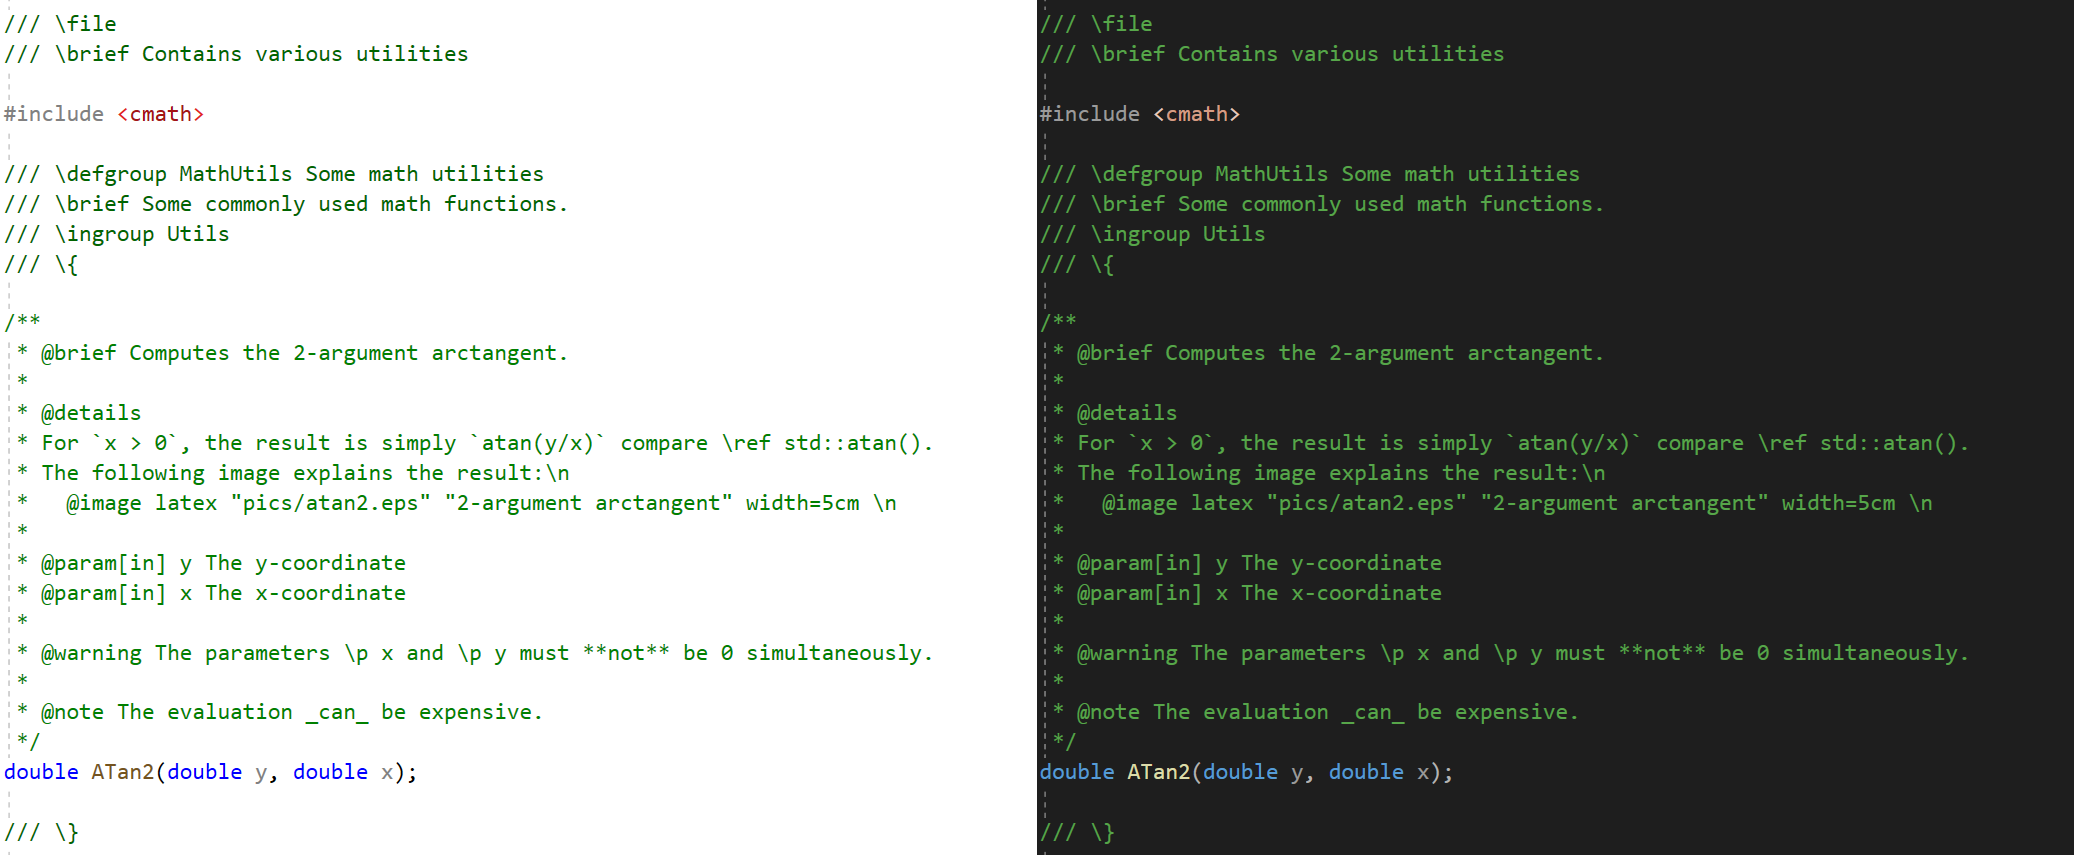 /// \file
/// \brief Contains various utilities
#include <cmath>
/// \defgroup MathUtils Some math utilities
/// \brief Some commonly used math functions.
/// \ingroup Utils
/// \{
/**
 * @brief Computes the 2-argument arctangent.
 *
 * @details
 * For `x > 0`, the result is simply `atan(y/x)` compare \ref std::atan().
 * The following image explains the result:\n
 *   @image latex "pics/atan2.eps" "2-argument arctangent" width=5cm \n
 *
 * @param[in] y The y-coordinate
 * @param[in] x The x-coordinate
 *
 * @warning The parameters \p x and \p y must **not** be 0 simultaneously.
 *
 * @note The evaluation _can_ be expensive.
 */
double ATan2(double y, double x);
/// \}
/// \file
/// \brief Contains various utilities
#include <cmath>
/// \defgroup MathUtils Some math utilities
/// \brief Some commonly used math functions.
/// \ingroup Utils
/// \{
/**
 * @brief Computes the 2-argument arctangent.
 *
 * @details
 * For `x > 0`, the result is simply `atan(y/x)` compare \ref std::atan().
 * The following image explains the result:\n
 *   @image latex "pics/atan2.eps" "2-argument arctangent" width=5cm \n
 *
 * @param[in] y The y-coordinate
 * @param[in] x The x-coordinate
 *
 * @warning The parameters \p x and \p y must **not** be 0 simultaneously.
 *
 * @note The evaluation _can_ be expensive.
 */
double ATan2(double y, double x);
/// \}